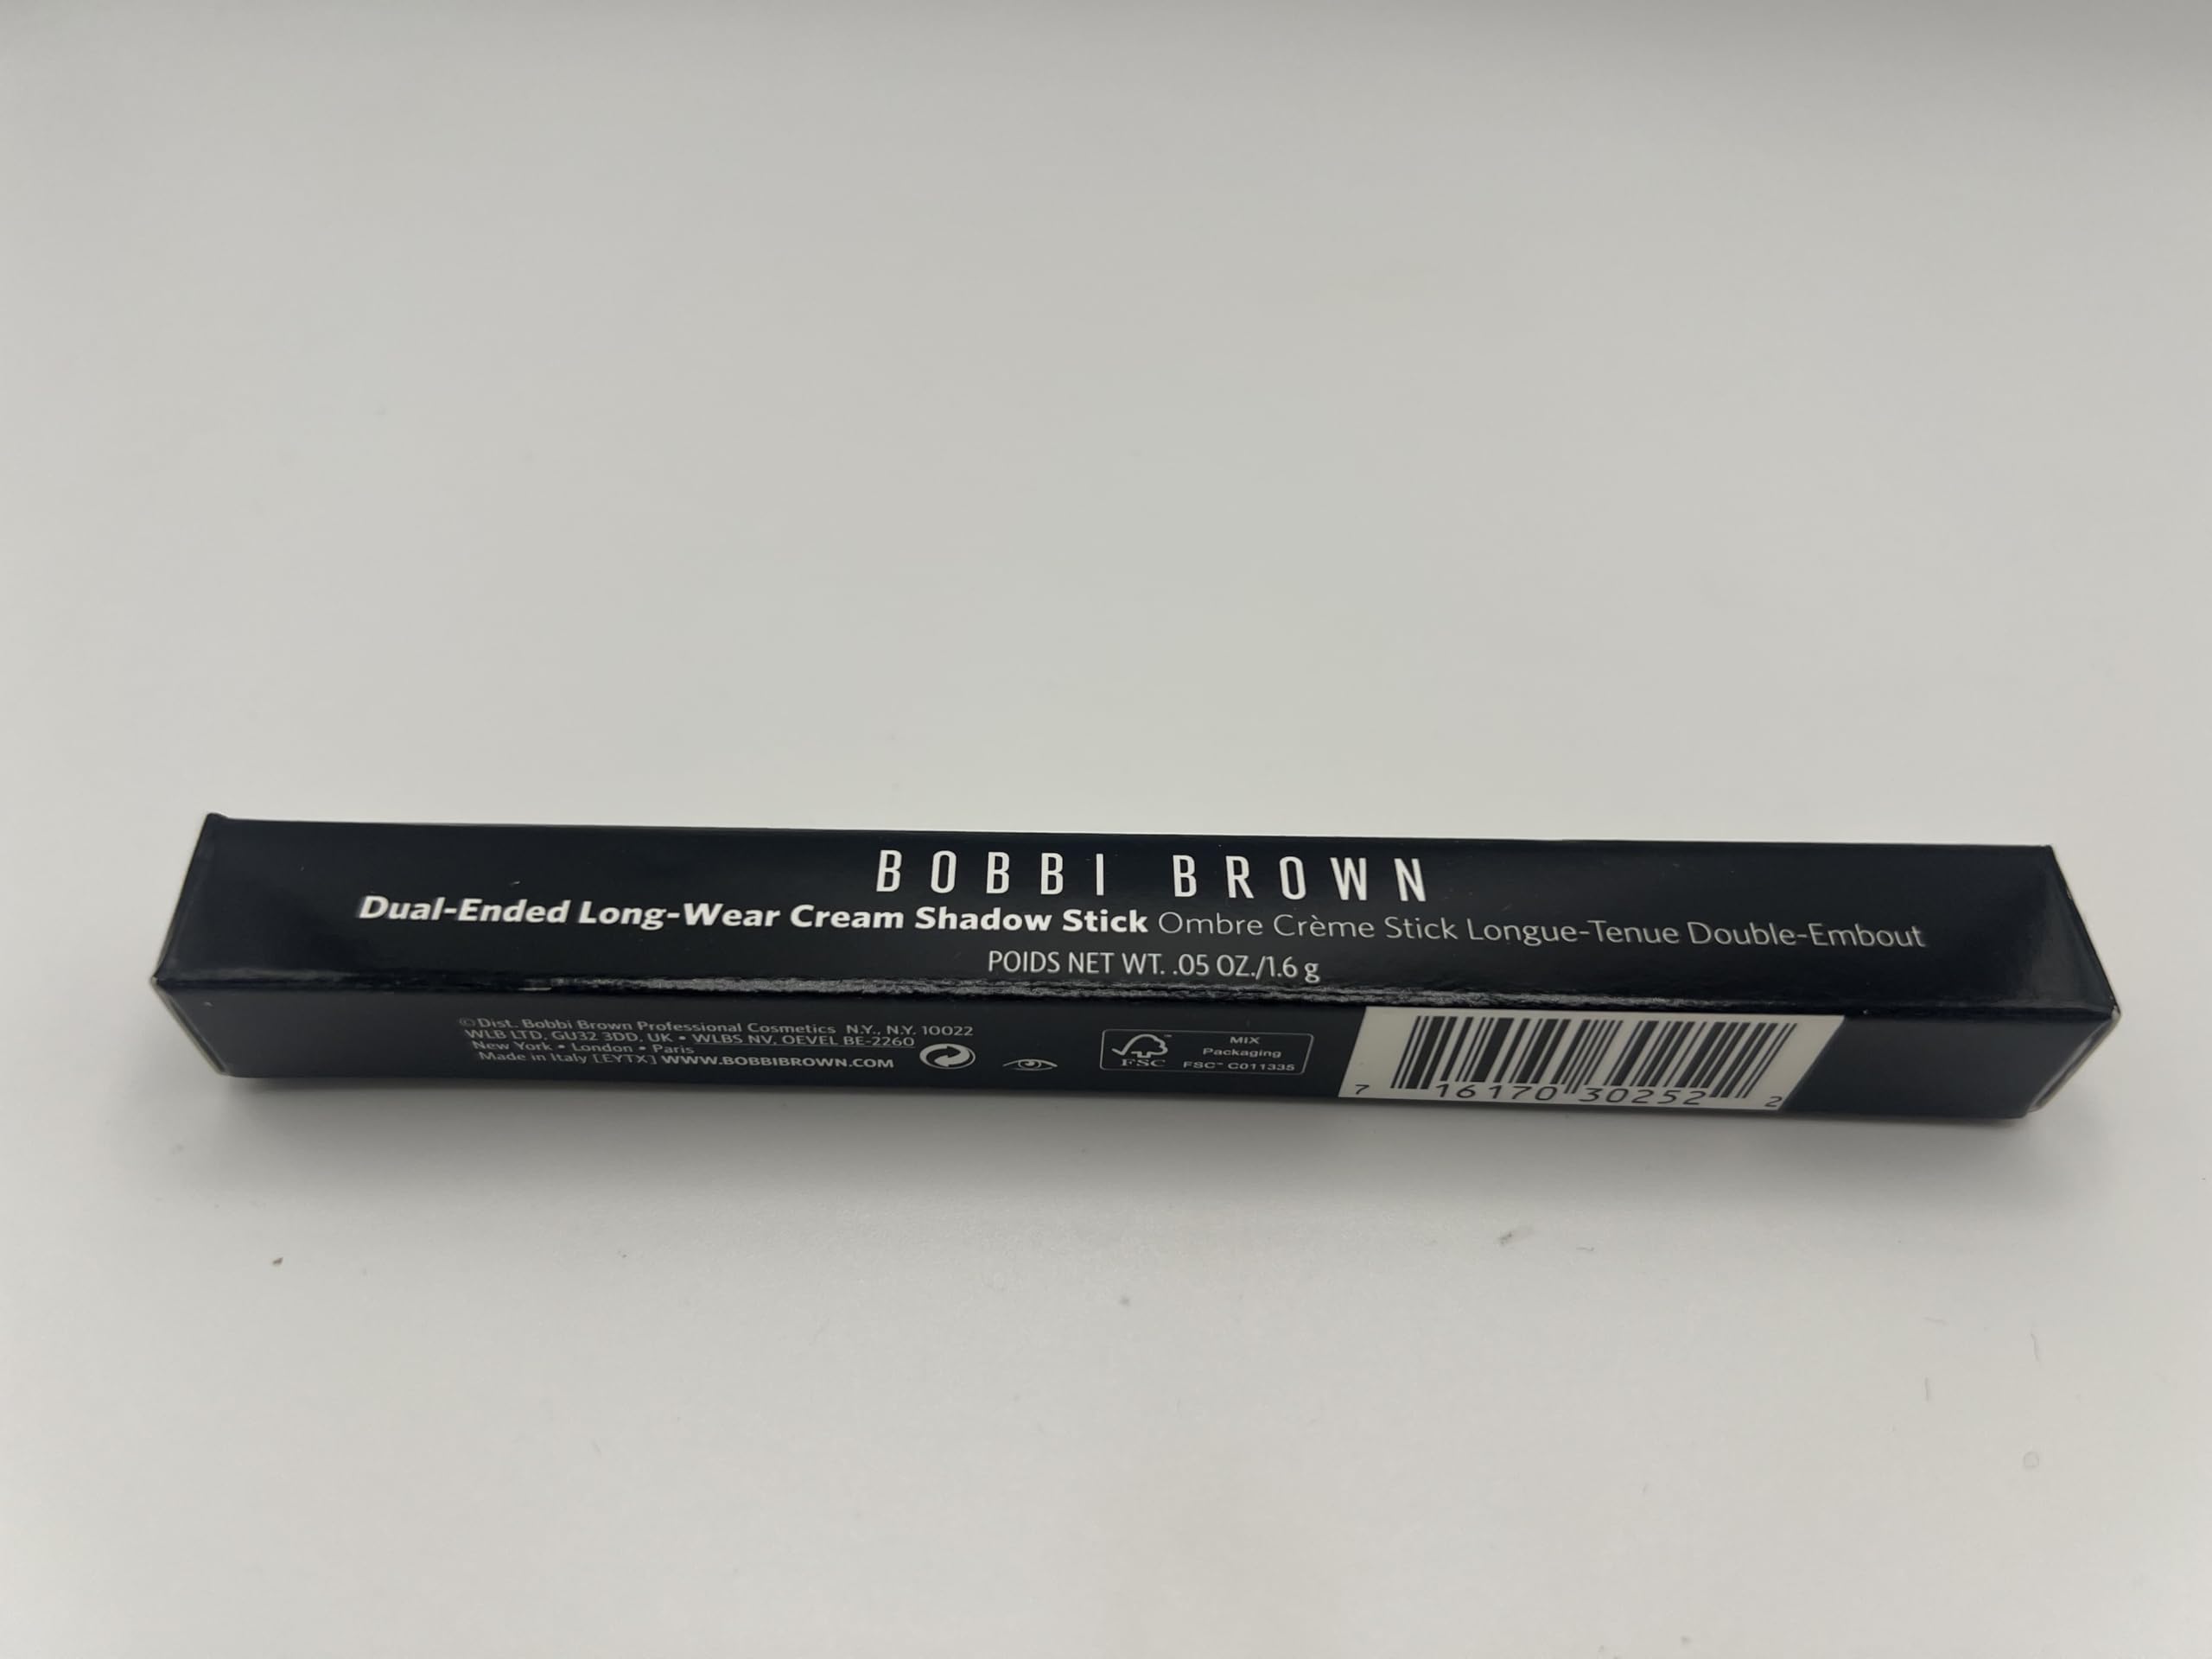 BOBBI BROWN
Dual-Ended Long-Wear Cream Shadow Stick Ombre Crème Stick Longue-Tenue Double-Embout
POIDS NET WT. .05 OZ./1.6 g
©Dist. Bobbi Brown Professional Cosmetics N.Y., N.Y. 10022
WLB LTD, GU32 3DD, UK • WLBS NV, OEVEL BE-2260
New York • London • Paris
Made in Italy [EYTX] WWW.BOBBIBROWN.COM
FSC™
MIX
Packaging
FSC™ C011335
7 16170 30252 2